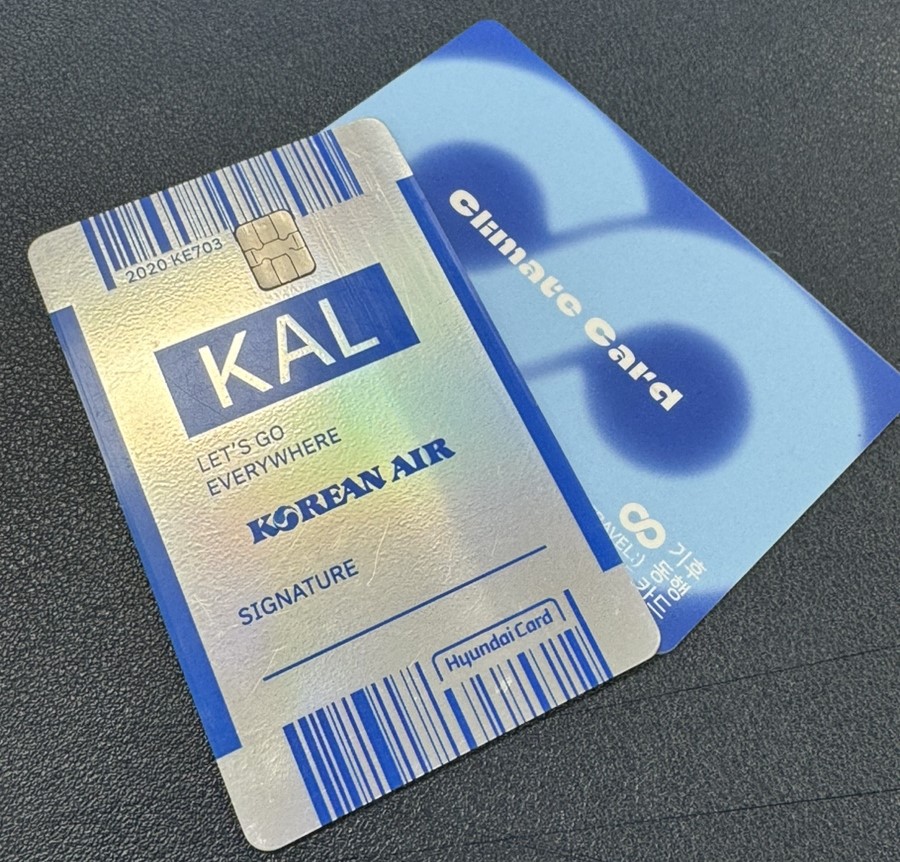 2020 KE703
KAL
LET'S GO
EVERYWHERE
KOREAN AIR
SIGNATURE
Hyundai Card
Climate Card
기후
동행
카드